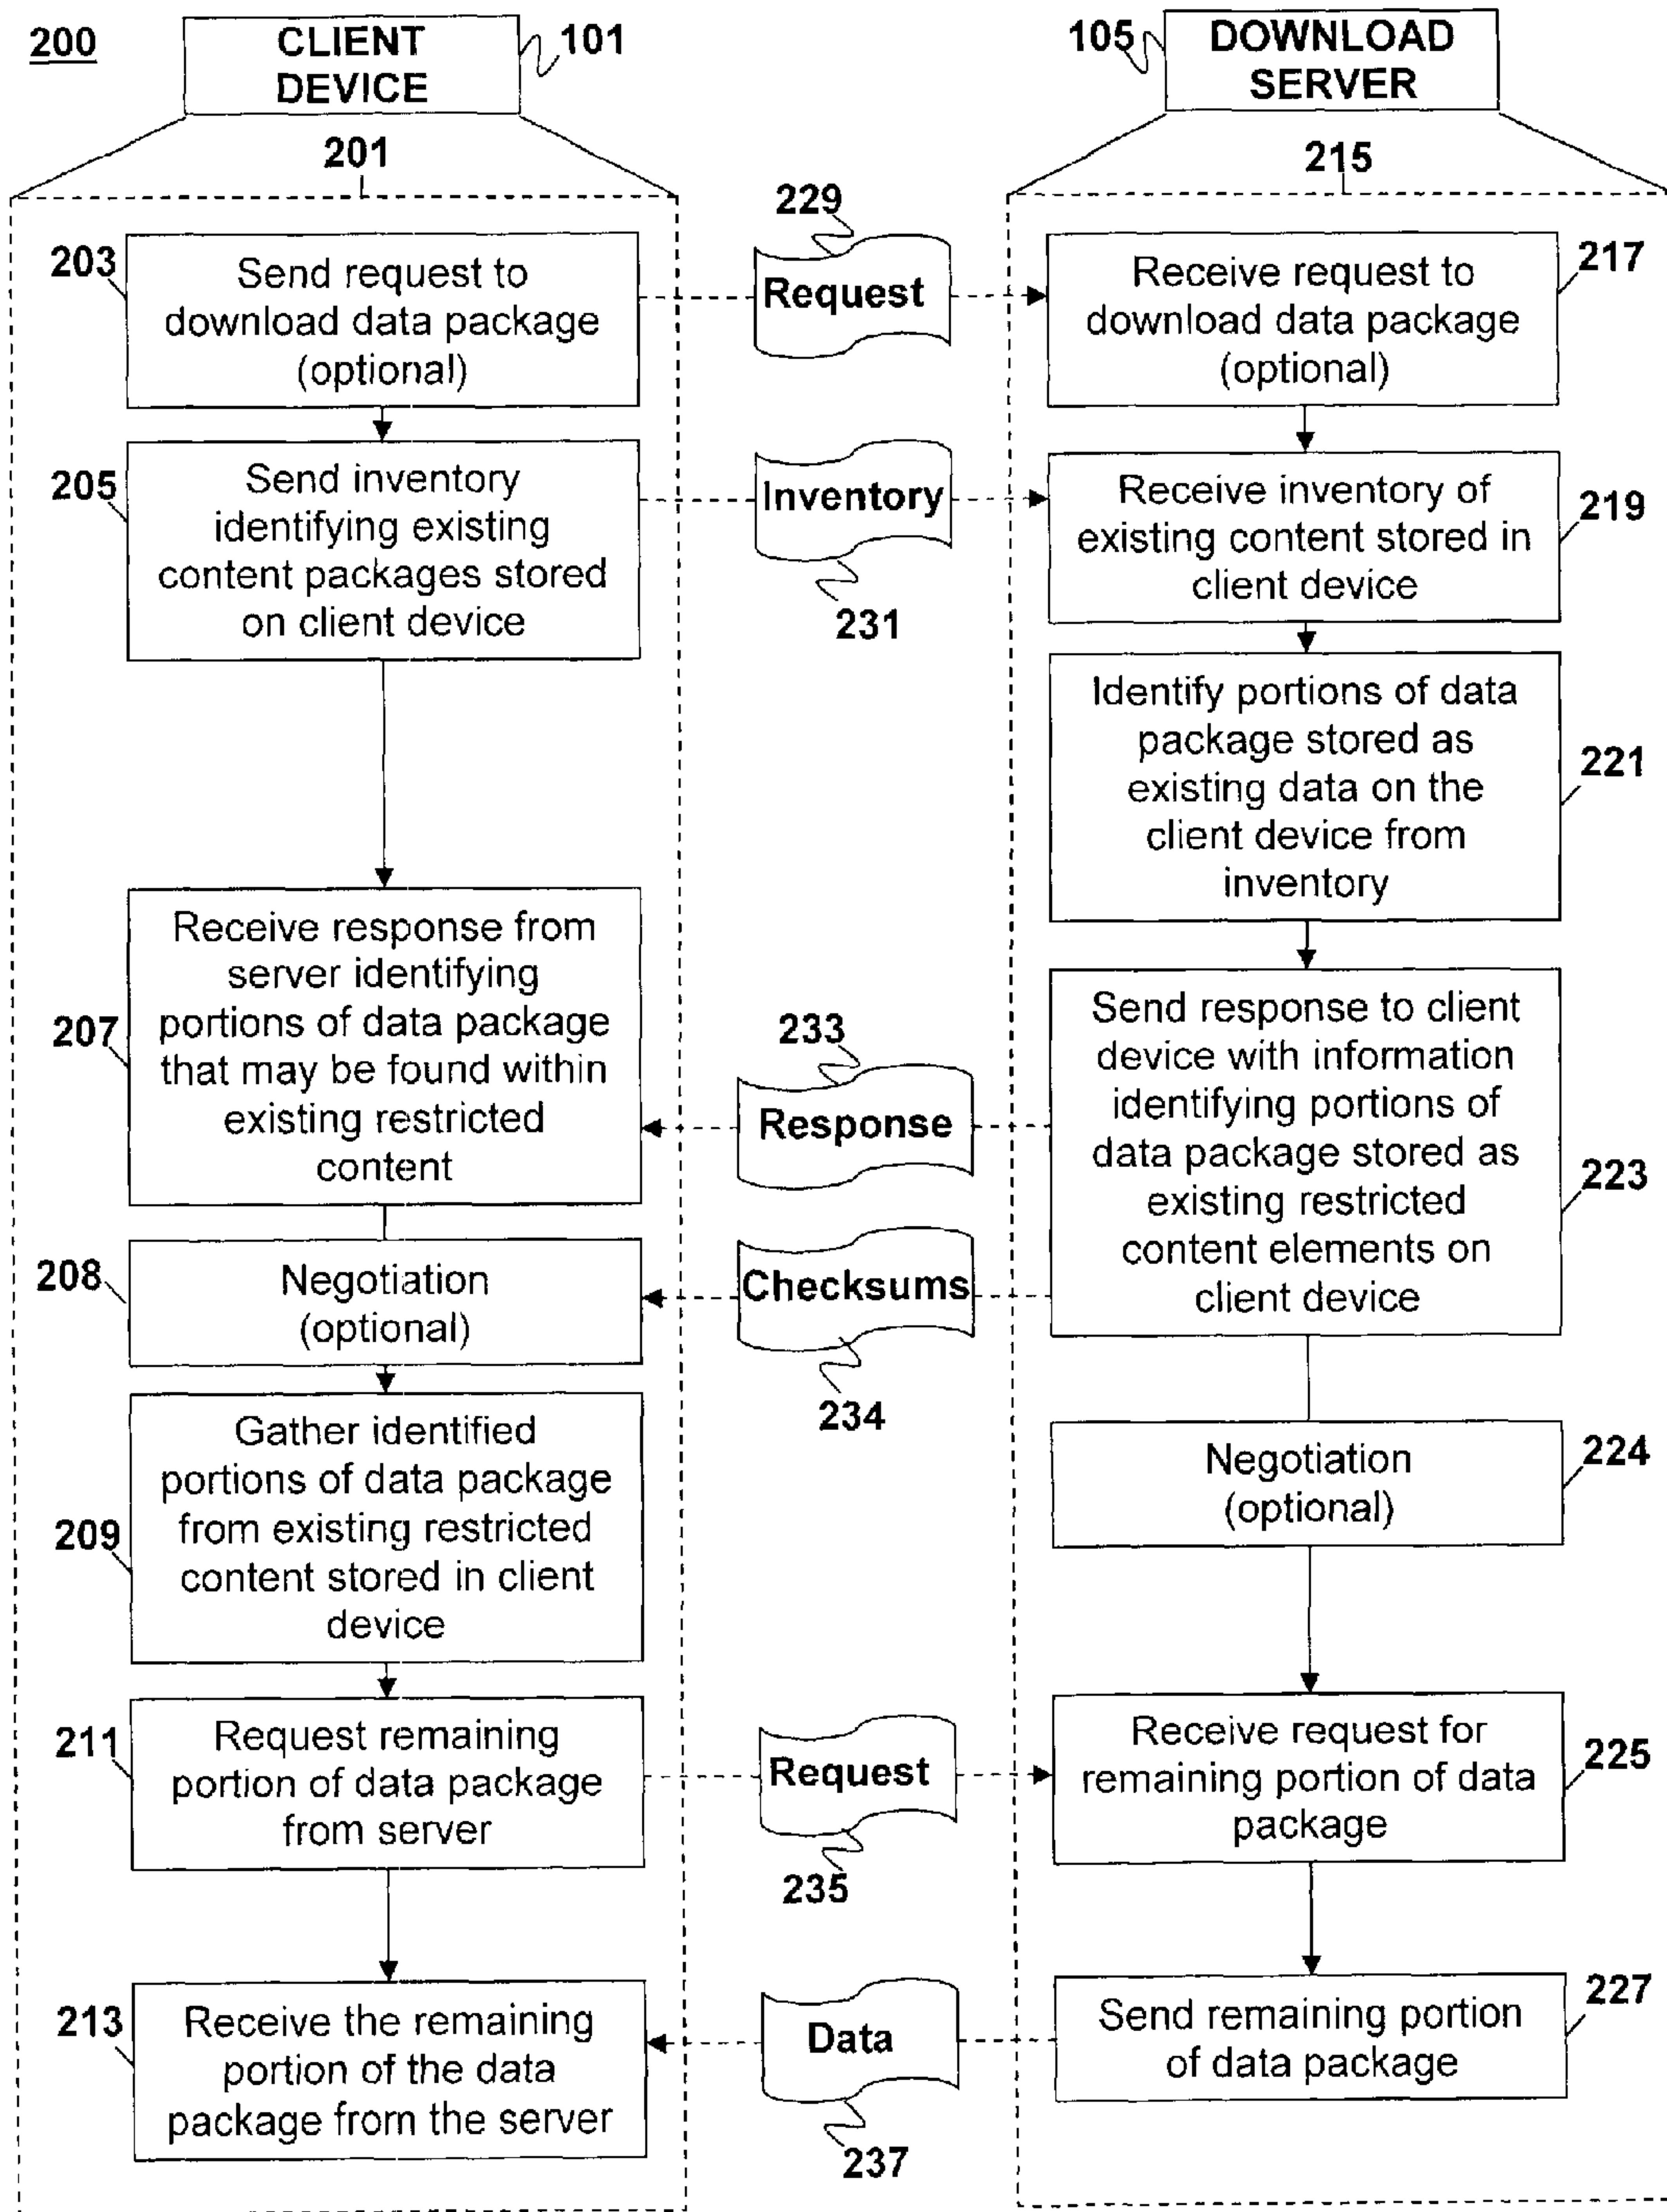 200
CLIENT
DEVICE
101
105
DOWNLOAD
SERVER
201
215
203
Send request to
download data package
(optional)
229
Request
Receive request to
download data package
(optional)
217
205
Send inventory
identifying existing
content packages stored
on client device
Inventory
231
Receive inventory of
existing content stored in
client device
219
Identify portions of data
package stored as
existing data on the
client device from
inventory
221
207
Receive response from
server identifying
portions of data package
that may be found within
existing restricted
content
233
Response
Send response to client
device with information
identifying portions of
data package stored as
existing restricted
content elements on
client device
223
208
Negotiation
(optional)
Checksums
234
209
Gather identified
portions of data package
from existing restricted
content stored in client
device
Negotiation
(optional)
224
211
Request remaining
portion of data package
from server
Request
235
Receive request for
remaining portion of data
package
225
213
Receive the remaining
portion of the data
package from the server
Data
237
Send remaining portion
of data package
227